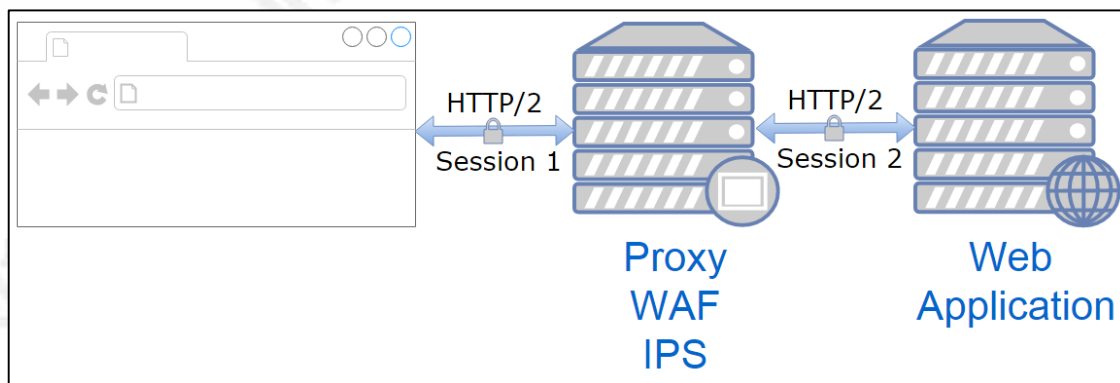 HTTP/2
Session 1
HTTP/2
Session 2
Proxy
WAF
IPS
Web
Application